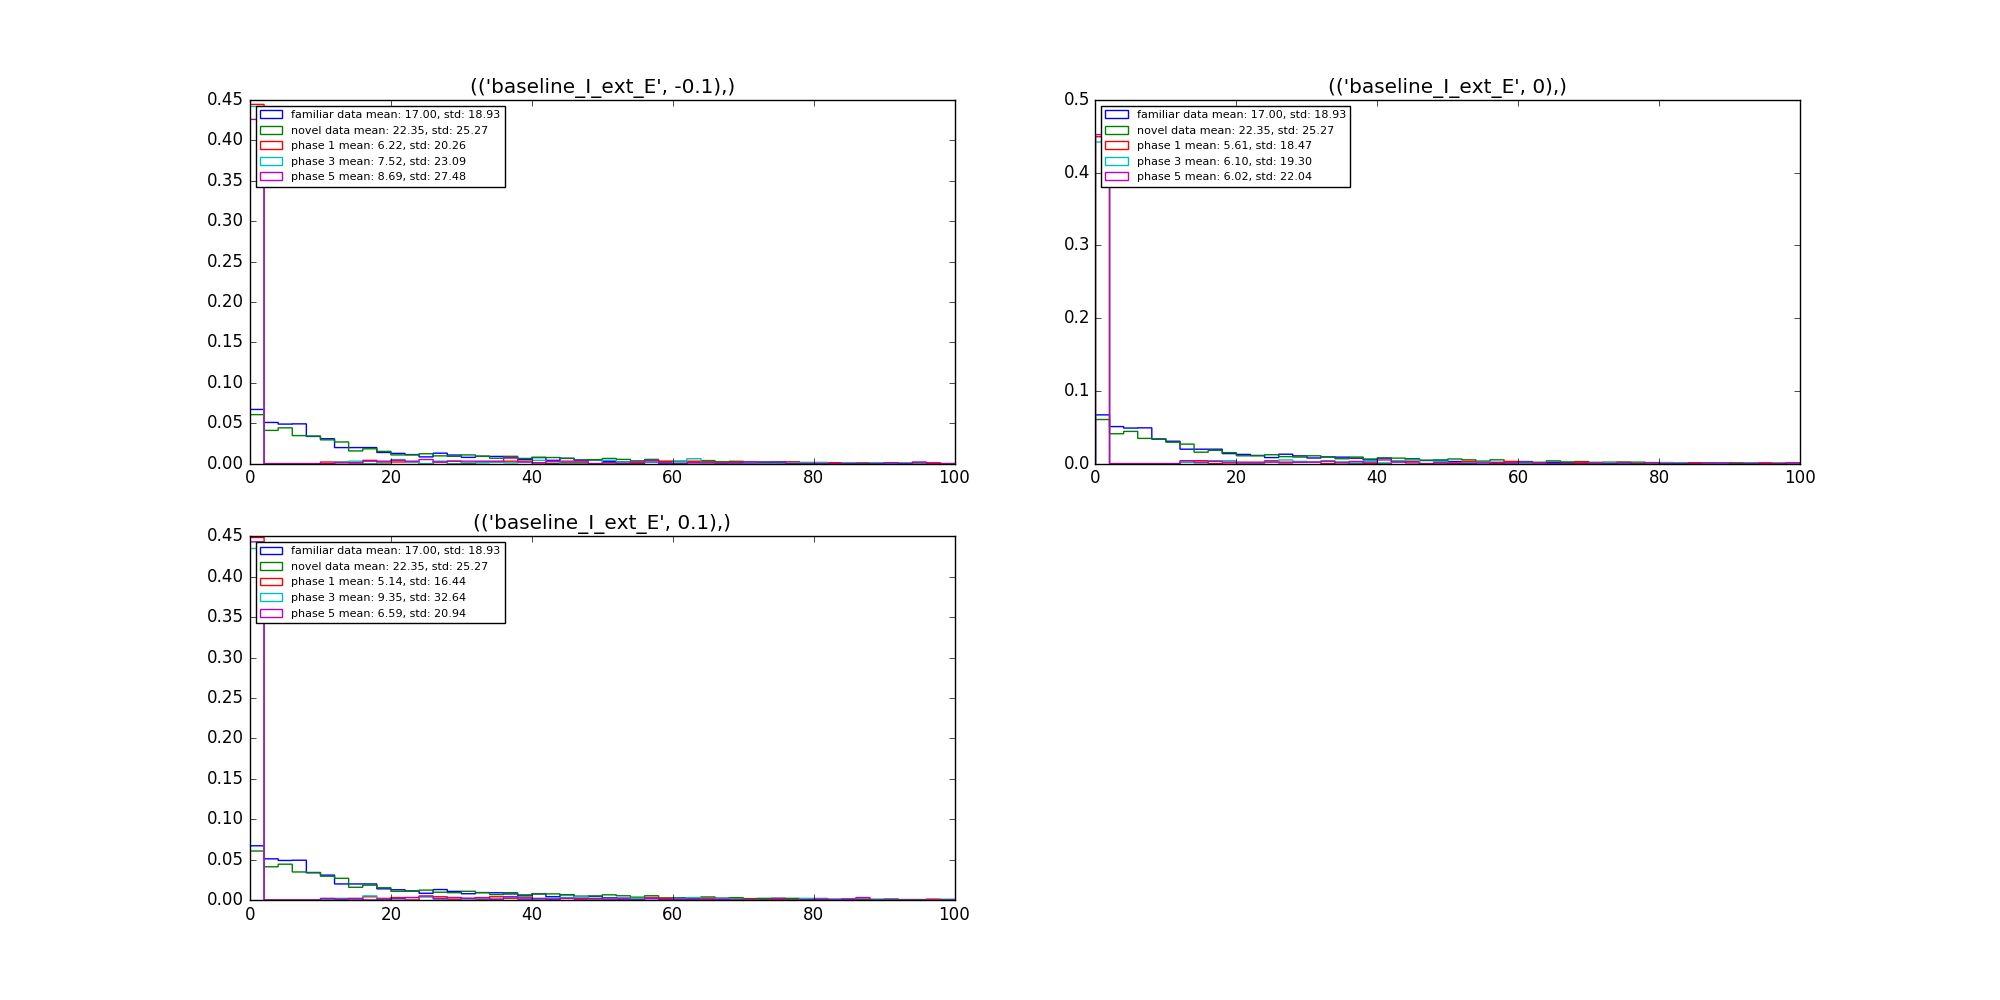 (('baseline_I_ext_E', -0.1),)
0.45
0.40
0.35
0.30
0.25
0.20
0.15
0.10
0.05
0.00
familiar data mean: 17.00, std: 18.93
novel data mean: 22.35, std: 25.27
phase 1 mean: 6.22, std: 20.26
phase 3 mean: 7.52, std: 23.09
phase 5 mean: 8.69, std: 27.48
0 20 40 60 80 100
(('baseline_I_ext_E', 0),)
0.5
0.4
0.3
0.2
0.1
0.0
familiar data mean: 17.00, std: 18.93
novel data mean: 22.35, std: 25.27
phase 1 mean: 5.61, std: 18.47
phase 3 mean: 6.10, std: 19.30
phase 5 mean: 6.02, std: 22.04
0 20 40 60 80 100
(('baseline_I_ext_E', 0.1),)
0.45
0.40
0.35
0.30
0.25
0.20
0.15
0.10
0.05
0.00
familiar data mean: 17.00, std: 18.93
novel data mean: 22.35, std: 25.27
phase 1 mean: 5.14, std: 16.44
phase 3 mean: 9.35, std: 32.64
phase 5 mean: 6.59, std: 20.94
0 20 40 60 80 100